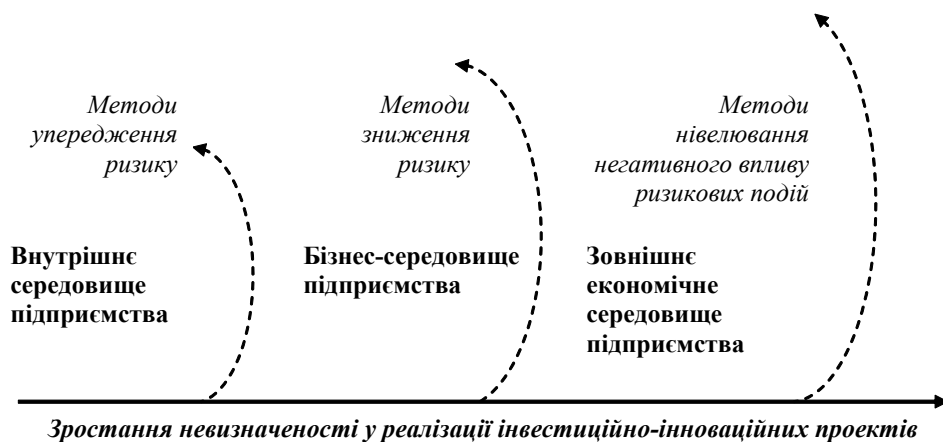 Методи
упередження
ризику
Методи
зниження
ризику
Методи
нівелювання
негативного впливу
ризикових подій
Внутрішнє
середовище
підприємства
Бізнес-середовище
підприємства
Зовнішнє
економічне
середовище
підприємства
Зростання невизначеності у реалізації інвестиційно-інноваційних проектів